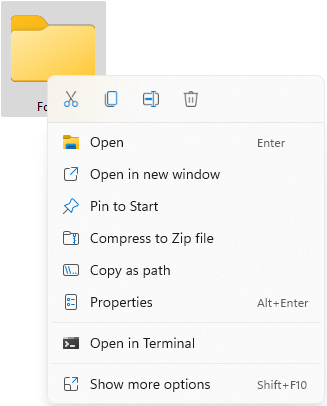 Open Enter
Open in new window
Pin to Start
Compress to Zip file
Copy as path
Properties Alt+Enter
Open in Terminal
Show more options Shift+F10